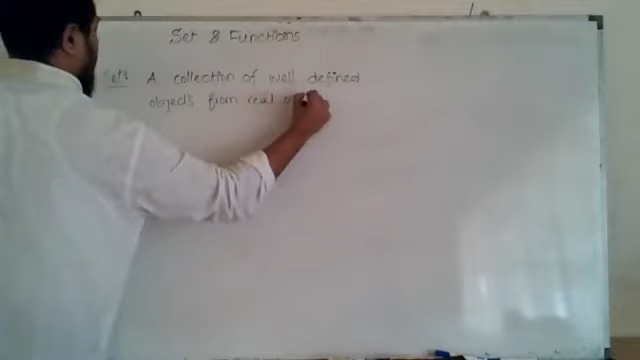 Set & Functions
Set: A collection of well defined
objects from real o